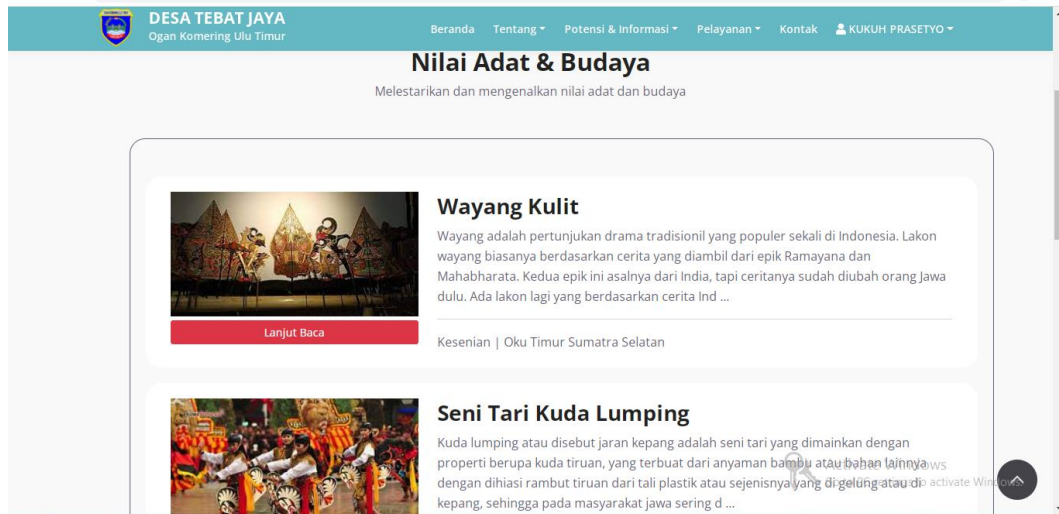 DESA TEBAT JAYA
Ogan Komering Ulu Timur
Beranda Tentang Potensi & Informasi Pelayanan Kontak KUKUH PRASETYO
Nilai Adat & Budaya
Melestarikan dan mengenalkan nilai adat dan budaya
Wayang Kulit
Wayang adalah pertunjukan drama tradisionil yang populer sekali di Indonesia. Lakon
wayang biasanya berdasarkan cerita yang diambil dari epik Ramayana dan
Mahabharata. Kedua epik ini asalnya dari India, tapi ceritanya sudah diubah orang Jawa
dulu. Ada lakon lagi yang berdasarkan cerita Ind ...
Lanjut Baca
Kesenian | Oku Timur Sumatra Selatan
Seni Tari Kuda Lumping
Kuda lumping atau disebut jaran kepang adalah seni tari yang dimainkan dengan
properti berupa kuda tiruan, yang terbuat dari anyaman bambu atau bahan lainnya
dengan dihiasi rambut tiruan dari tali plastik atau sejenisnya yang di gelung atau di
kepang, sehingga pada masyarakat jawa sering d ...
Activate Windows
to activate Windows.